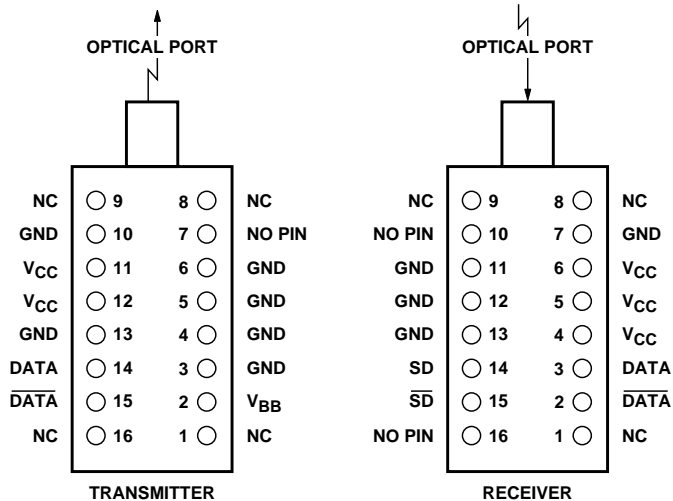 OPTICAL PORT
NC 9 8 NC
GND 10 7 NO PIN
VCC 11 6 GND
VCC 12 5 GND
GND 13 4 GND
DATA 14 3 GND
D̅A̅T̅A̅ 15 2 VBB
NC 16 1 NC
TRANSMITTER
OPTICAL PORT
NC 9 8 NC
NO PIN 10 7 GND
GND 11 6 VCC
GND 12 5 VCC
GND 13 4 VCC
SD 14 3 DATA
S̅D̅ 15 2 D̅A̅T̅A̅
NO PIN 16 1 NC
RECEIVER